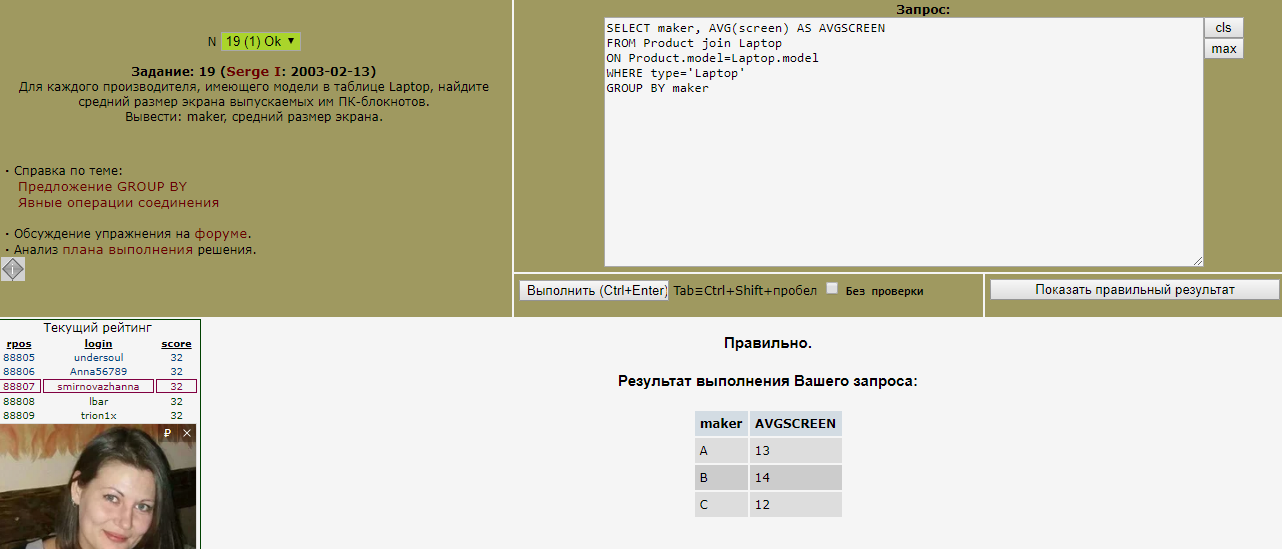 N 19 (1) Ok ▼
Задание: 19 (Serge I: 2003-02-13)
Для каждого производителя, имеющего модели в таблице Laptop, найдите
средний размер экрана выпускаемых им ПК-блокнотов.
Вывести: maker, средний размер экрана.
· Справка по теме:
Предложение GROUP BY
Явные операции соединения
· Обсуждение упражнения на форуме.
· Анализ плана выполнения решения.
Запрос:
SELECT maker, AVG(screen) AS AVGSCREEN
FROM Product join Laptop
ON Product.model=Laptop.model
WHERE type='Laptop'
GROUP BY maker
cls
max
Выполнить (Ctrl+Enter) Tab≡Ctrl+Shift+пробел Без проверки
Показать правильный результат
Текущий рейтинг
rpos login score
88805 undersoul 32
88806 Anna56789 32
88807 smirnovazhanna 32
88808 lbar 32
88809 trion1x 32
₽ ×
Правильно.
Результат выполнения Вашего запроса:
maker AVGSCREEN
A 13
B 14
C 12